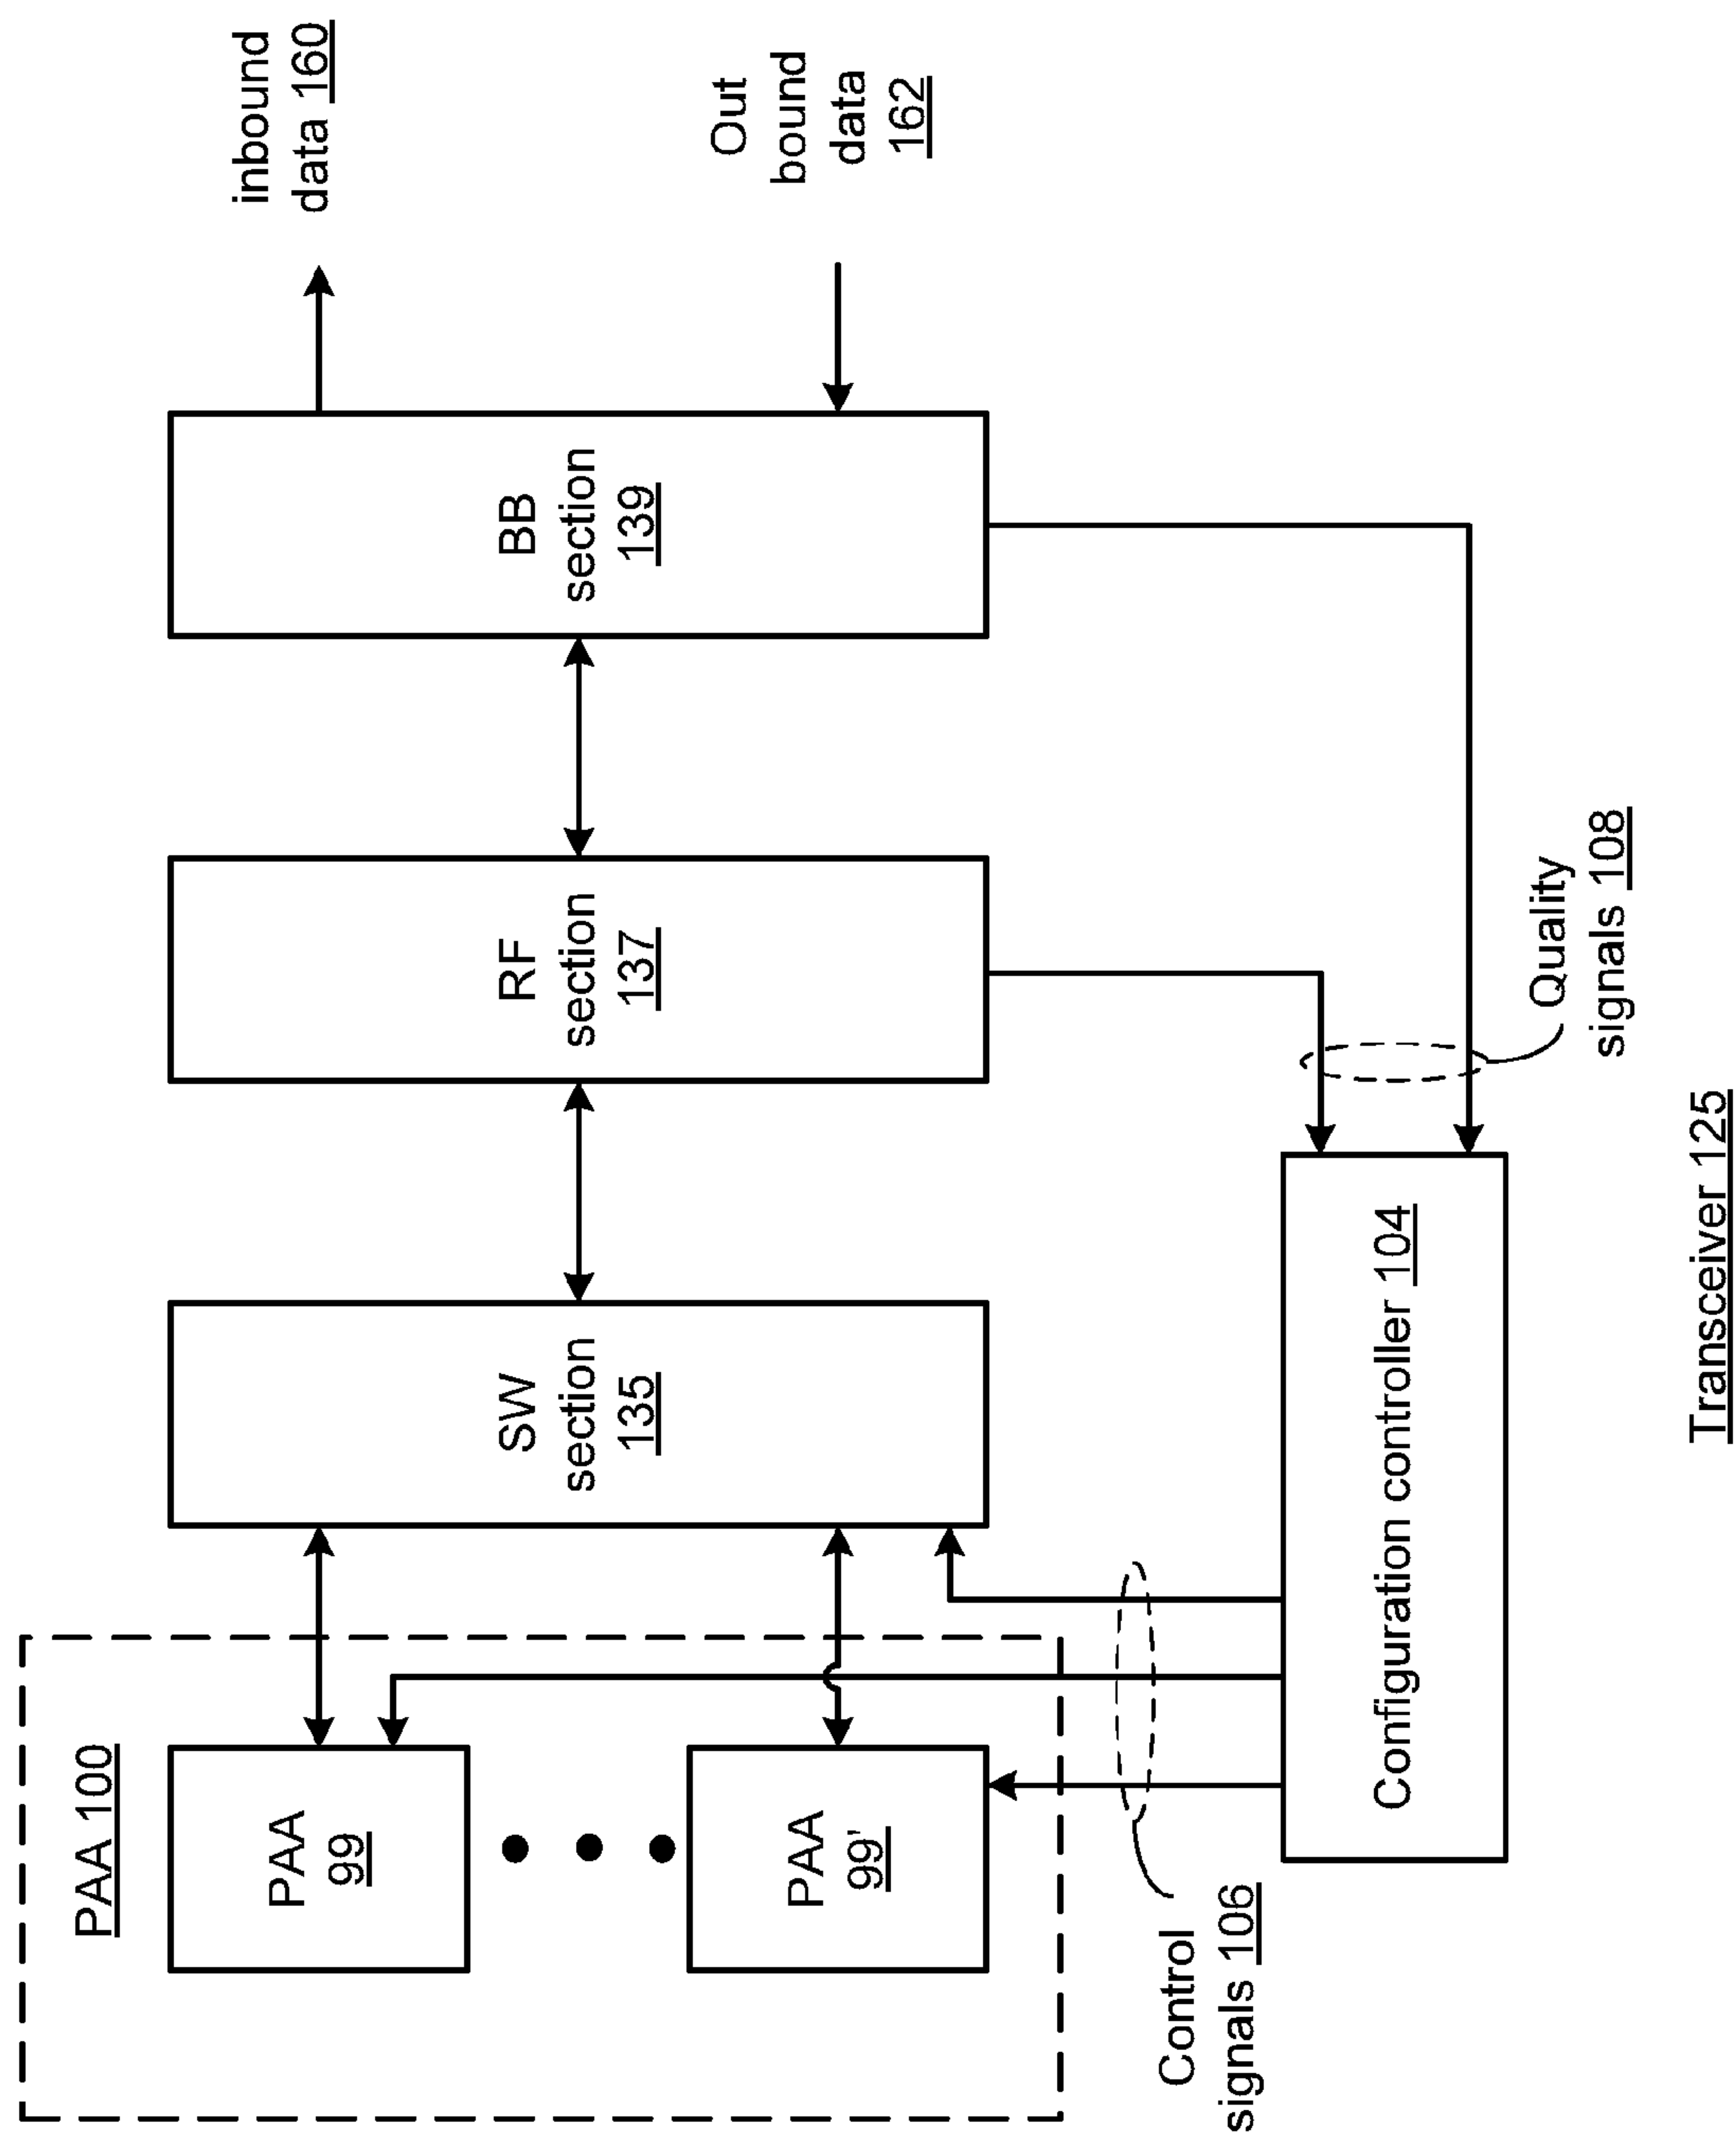 PAA 100
PAA
99
PAA
99'
SW
section
135
RF
section
137
BB
section
139
inbound
data 160
Out
bound
data
162
Control
signals 106
Configuration controller 104
Quality
signals 108
Transceiver 125